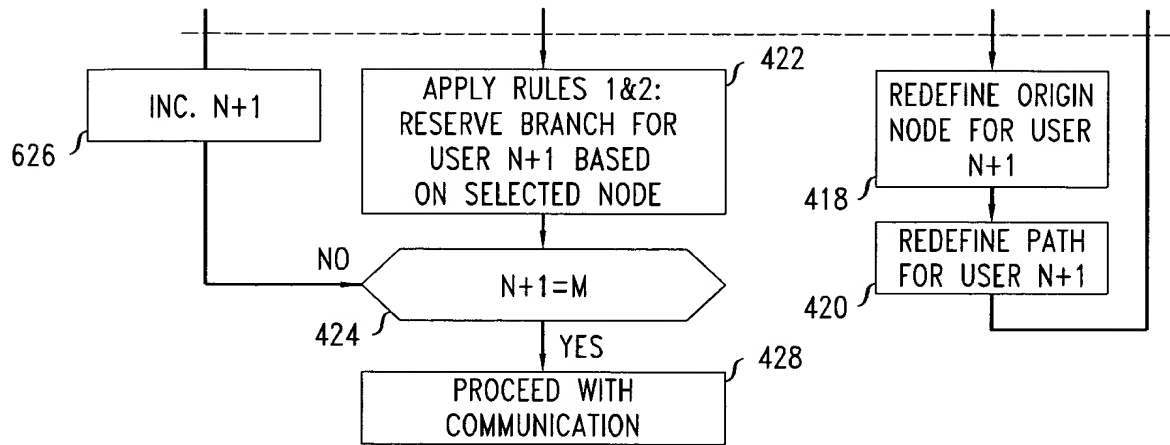 INC. N+1
626
APPLY RULES 1&2:
RESERVE BRANCH FOR
USER N+1 BASED
ON SELECTED NODE
422
REDEFINE ORIGIN
NODE FOR USER
N+1
418
REDEFINE PATH
FOR USER N+1
420
NO
N+1=M
424
YES
PROCEED WITH
COMMUNICATION
428